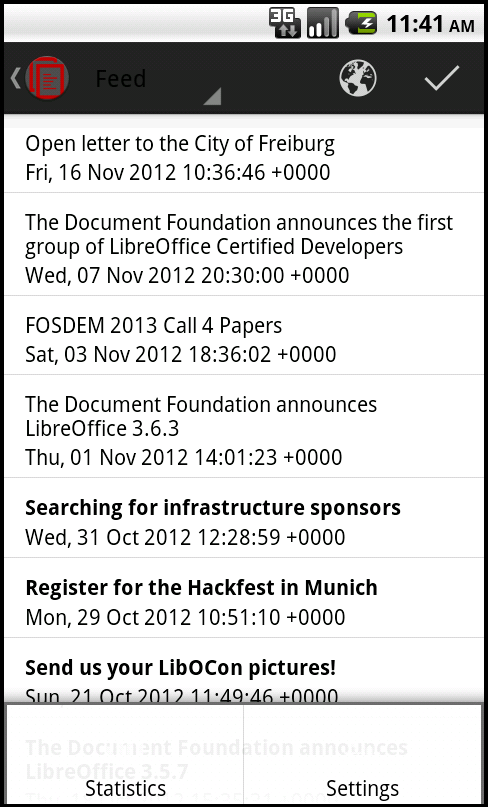 3G 11:41 AM
Feed
Open letter to the City of Freiburg
Fri, 16 Nov 2012 10:36:46 +0000
The Document Foundation announces the first
group of LibreOffice Certified Developers
Wed, 07 Nov 2012 20:30:00 +0000
FOSDEM 2013 Call 4 Papers
Sat, 03 Nov 2012 18:36:02 +0000
The Document Foundation announces
LibreOffice 3.6.3
Thu, 01 Nov 2012 14:01:23 +0000
Searching for infrastructure sponsors
Wed, 31 Oct 2012 12:28:59 +0000
Register for the Hackfest in Munich
Mon, 29 Oct 2012 10:51:10 +0000
Send us your LibOCon pictures!
Sun, 21 Oct 2012 11:49:46 +0000
The Document Foundation announces
LibreOffice 3.5.7
Statistics Settings